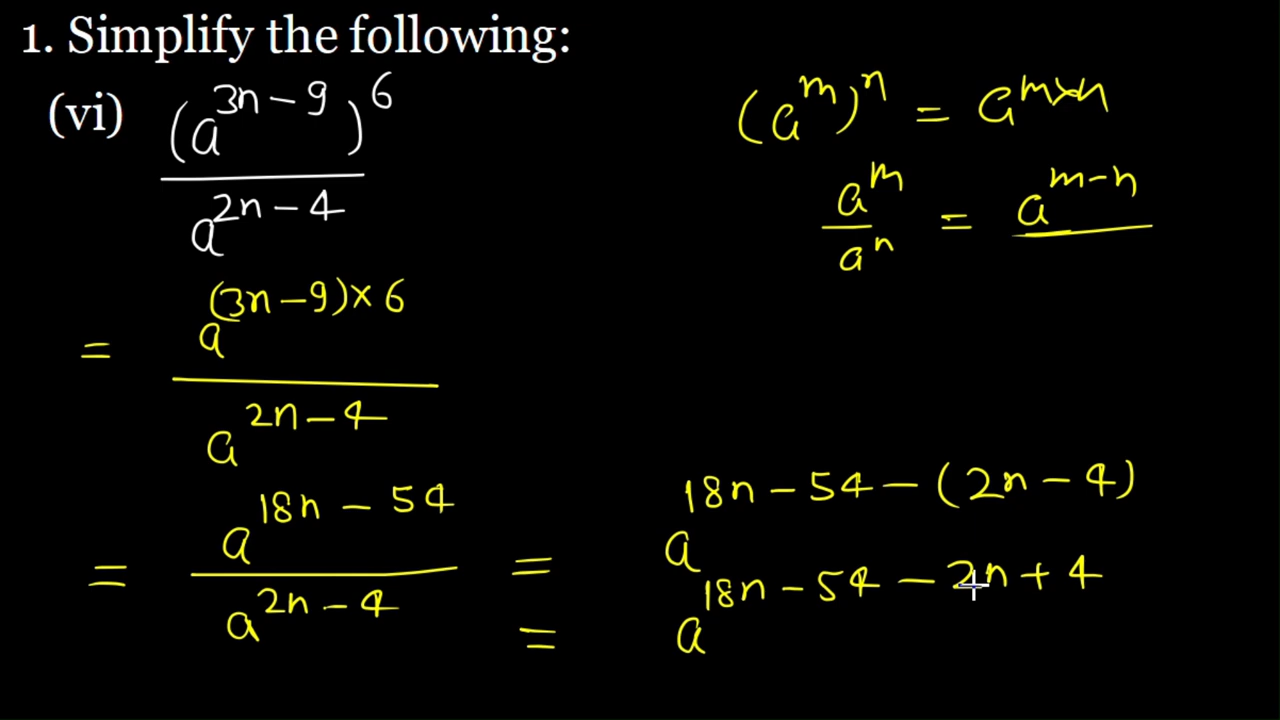 1. Simplify the following:
(vi) (a^{3n-9})^6 / a^{2n-4}
= a^{(3n-9)×6} / a^{2n-4}
= a^{18n-54} / a^{2n-4}
(a^m)^n = a^{m×n}
a^m / a^n = a^{m-n}
= a^{18n-54-(2n-4)}
= a^{18n-54-2n+4}